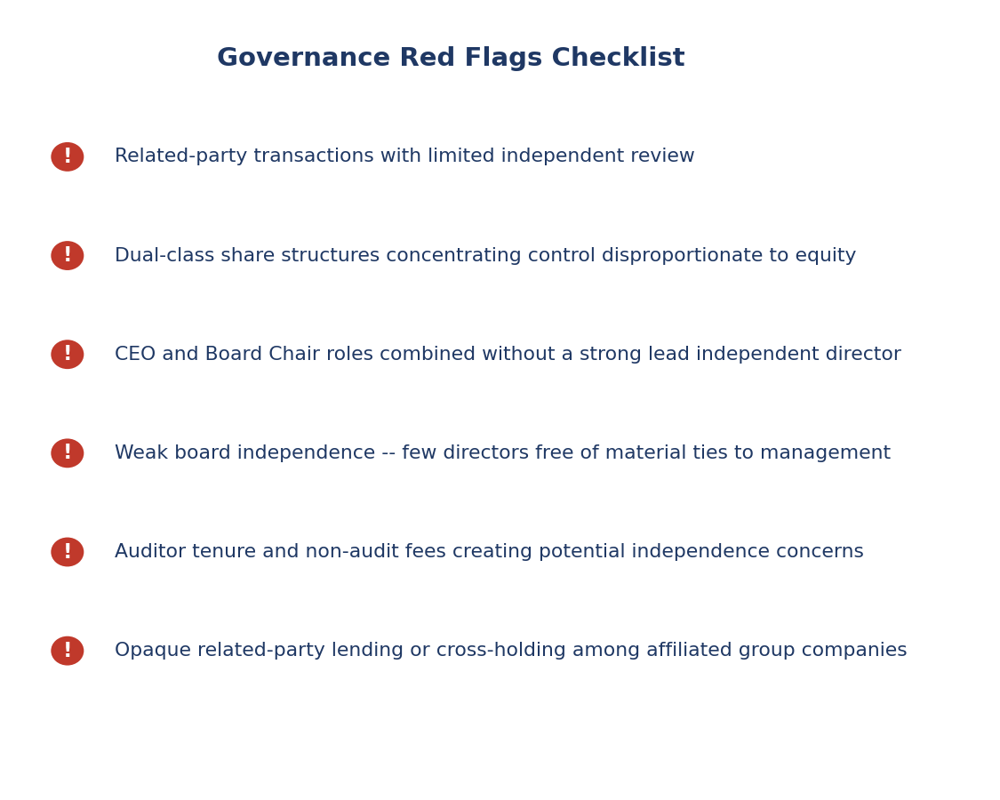 Governance Red Flags Checklist
! Related-party transactions with limited independent review
! Dual-class share structures concentrating control disproportionate to equity
! CEO and Board Chair roles combined without a strong lead independent director
! Weak board independence -- few directors free of material ties to management
! Auditor tenure and non-audit fees creating potential independence concerns
! Opaque related-party lending or cross-holding among affiliated group companies